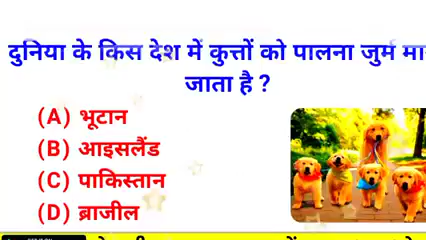 दुनिया के किस देश में कुत्तों को पालना जुर्म
जाता है ?
(A) भूटान
(B) आइसलैंड
(C) पाकिस्तान
(D) ब्राजील